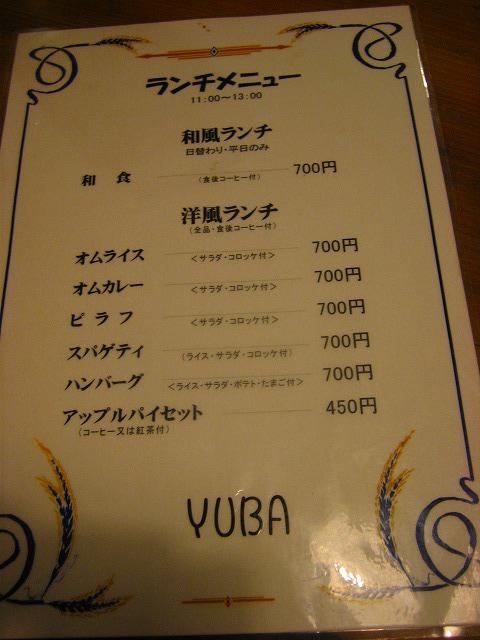 ランチメニュー
11:00～13:00
和風ランチ
日替わり・平日のみ
和食 （食後コーヒー付） 700円
洋風ランチ
（全品・食後コーヒー付）
オムライス ＜サラダ・コロッケ付＞ 700円
オムカレー ＜サラダ・コロッケ付＞ 700円
ピラフ ＜サラダ・コロッケ付＞ 700円
スパゲティ （ライス・サラダ・コロッケ付） 700円
ハンバーグ ＜ライス・サラダ・ポテト・たまご付＞ 700円
アップルパイセット 450円
（コーヒー又は紅茶付）
YUBA